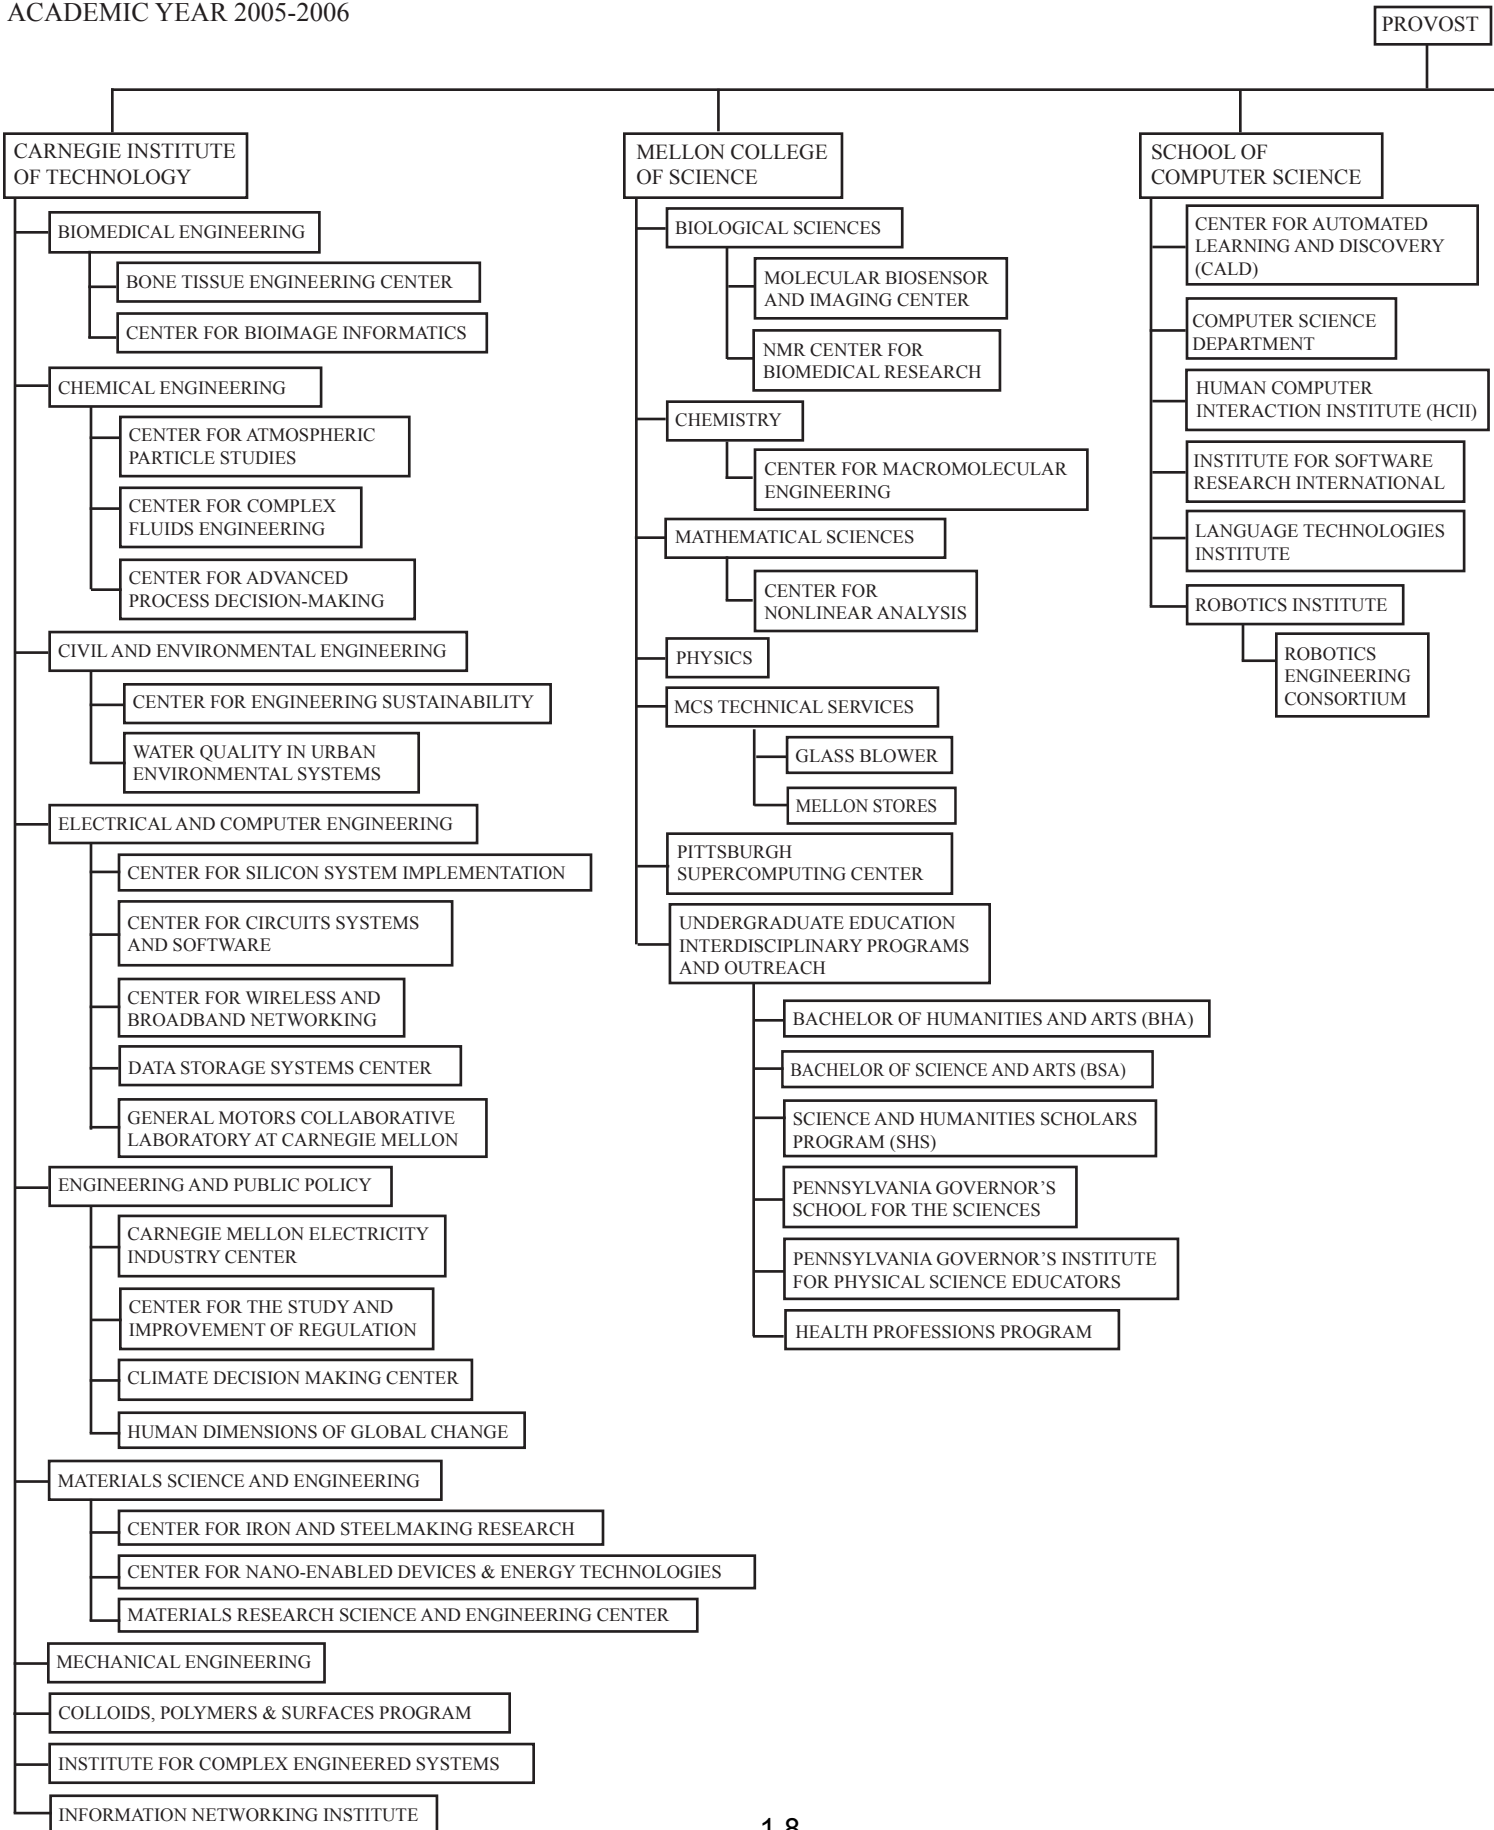 ACADEMIC YEAR 2005-2006
PROVOST
CARNEGIE INSTITUTE
OF TECHNOLOGY
BIOMEDICAL ENGINEERING
BONE TISSUE ENGINEERING CENTER
CENTER FOR BIOIMAGE INFORMATICS
CHEMICAL ENGINEERING
CENTER FOR ATMOSPHERIC
PARTICLE STUDIES
CENTER FOR COMPLEX
FLUIDS ENGINEERING
CENTER FOR ADVANCED
PROCESS DECISION-MAKING
CIVIL AND ENVIRONMENTAL ENGINEERING
CENTER FOR ENGINEERING SUSTAINABILITY
WATER QUALITY IN URBAN
ENVIRONMENTAL SYSTEMS
ELECTRICAL AND COMPUTER ENGINEERING
CENTER FOR SILICON SYSTEM IMPLEMENTATION
CENTER FOR CIRCUITS SYSTEMS
AND SOFTWARE
CENTER FOR WIRELESS AND
BROADBAND NETWORKING
DATA STORAGE SYSTEMS CENTER
GENERAL MOTORS COLLABORATIVE
LABORATORY AT CARNEGIE MELLON
ENGINEERING AND PUBLIC POLICY
CARNEGIE MELLON ELECTRICITY
INDUSTRY CENTER
CENTER FOR THE STUDY AND
IMPROVEMENT OF REGULATION
CLIMATE DECISION MAKING CENTER
HUMAN DIMENSIONS OF GLOBAL CHANGE
MATERIALS SCIENCE AND ENGINEERING
CENTER FOR IRON AND STEELMAKING RESEARCH
CENTER FOR NANO-ENABLED DEVICES & ENERGY TECHNOLOGIES
MATERIALS RESEARCH SCIENCE AND ENGINEERING CENTER
MECHANICAL ENGINEERING
COLLOIDS, POLYMERS & SURFACES PROGRAM
INSTITUTE FOR COMPLEX ENGINEERED SYSTEMS
INFORMATION NETWORKING INSTITUTE
MELLON COLLEGE
OF SCIENCE
BIOLOGICAL SCIENCES
MOLECULAR BIOSENSOR
AND IMAGING CENTER
NMR CENTER FOR
BIOMEDICAL RESEARCH
CHEMISTRY
CENTER FOR MACROMOLECULAR
ENGINEERING
MATHEMATICAL SCIENCES
CENTER FOR
NONLINEAR ANALYSIS
PHYSICS
MCS TECHNICAL SERVICES
GLASS BLOWER
MELLON STORES
PITTSBURGH
SUPERCOMPUTING CENTER
UNDERGRADUATE EDUCATION
INTERDISCIPLINARY PROGRAMS
AND OUTREACH
BACHELOR OF HUMANITIES AND ARTS (BHA)
BACHELOR OF SCIENCE AND ARTS (BSA)
SCIENCE AND HUMANITIES SCHOLARS
PROGRAM (SHS)
PENNSYLVANIA GOVERNOR’S
SCHOOL FOR THE SCIENCES
PENNSYLVANIA GOVERNOR’S INSTITUTE
FOR PHYSICAL SCIENCE EDUCATORS
HEALTH PROFESSIONS PROGRAM
SCHOOL OF
COMPUTER SCIENCE
CENTER FOR AUTOMATED
LEARNING AND DISCOVERY
(CALD)
COMPUTER SCIENCE
DEPARTMENT
HUMAN COMPUTER
INTERACTION INSTITUTE (HCII)
INSTITUTE FOR SOFTWARE
RESEARCH INTERNATIONAL
LANGUAGE TECHNOLOGIES
INSTITUTE
ROBOTICS INSTITUTE
ROBOTICS
ENGINEERING
CONSORTIUM
1.8